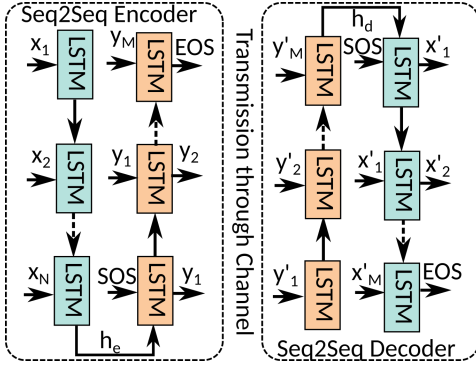 Seq2Seq Encoder
x1
LSTM
yM
LSTM
EOS
x2
LSTM
y1
LSTM
y2
xN
LSTM
SOS
LSTM
y1
he
Transmission through Channel
hd
y'M
LSTM
SOS
LSTM
x'1
y'2
LSTM
x'1
LSTM
x'2
y'1
LSTM
x'M
LSTM
EOS
Seq2Seq Decoder